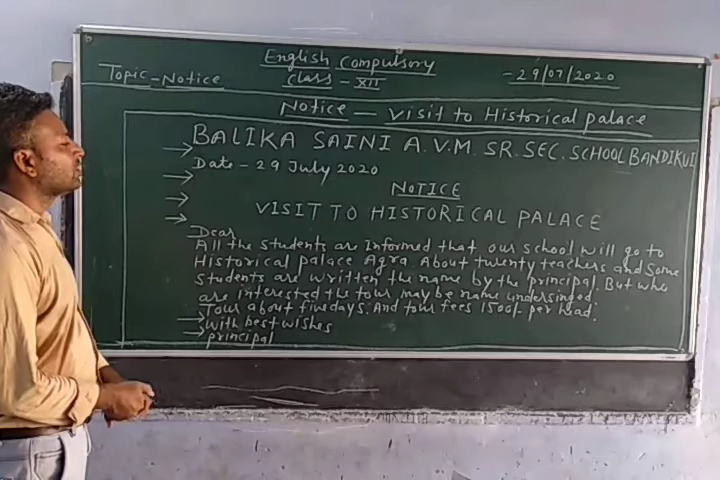 English Compulsory
Topic - Notice
Class - XII
- 29/07/2020
Notice - Visit to Historical palace
BALIKA SAINI A.V.M. SR. SEC. SCHOOL BANDIKUI
Date - 29 July 2020
NOTICE
VISIT TO HISTORICAL PALACE
Dear
All the students are informed that our school will go to
Historical palace Agra About twenty teachers and some
students are written the name by the principal. But who
are interested the tour may be name undersinged.
Tour about five days. And tour fees 1500/- per head.
With best wishes
principal